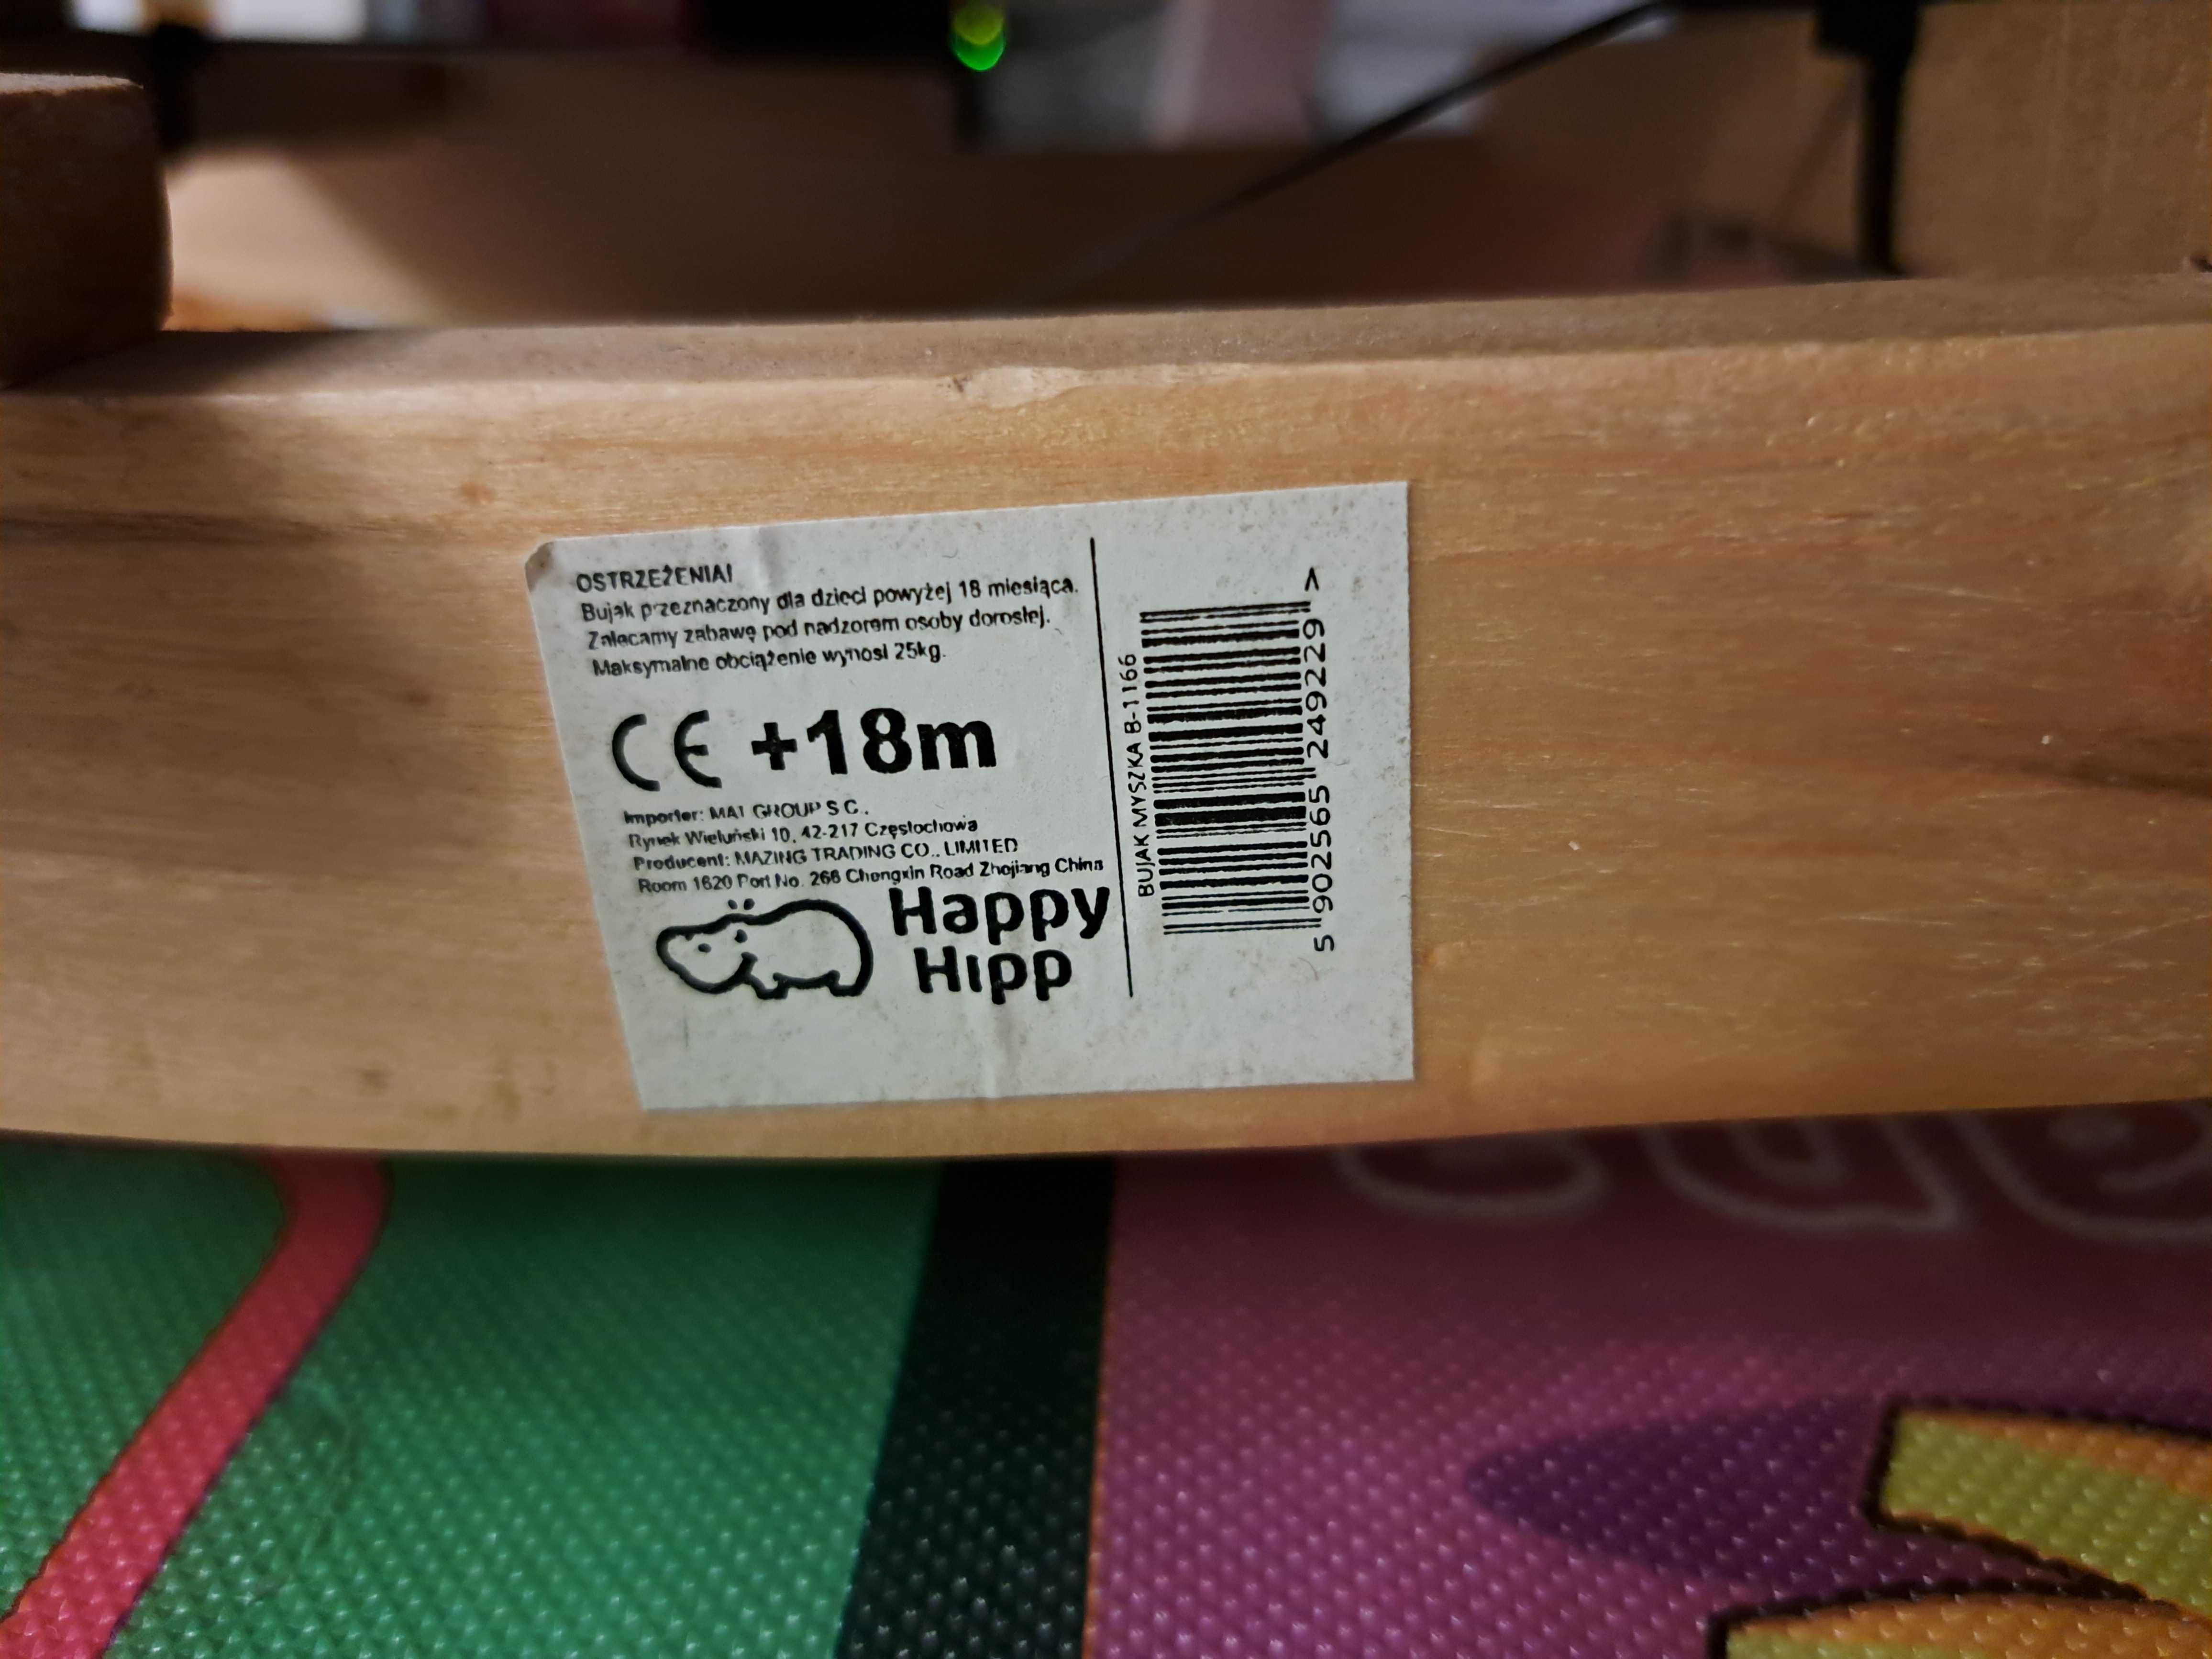 OSTRZEŻENIA!
Bujak przeznaczony dla dzieci powyżej 18 miesiąca.
Zalecamy zabawę pod nadzorem osoby dorosłej.
Maksymalne obciążenie wynosi 25kg.
CE +18m
Importer: MA1 GROUP S.C.
Rynek Wieluński 10, 42-217 Częstochowa
Producent: MAZING TRADING CO., LIMITED
Room 1620 Port No. 266 Chengxin Road Zhejiang China
Happy
Hipp
BUJAK MYSZKA B-1166
5 902565 249229 >